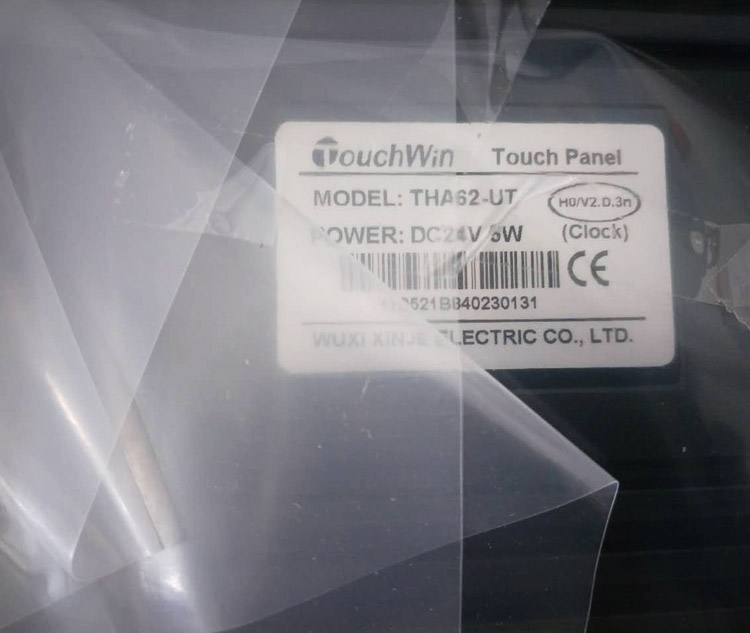 TouchWin Touch Panel
MODEL: THA62-UT H0/V2.D.3n
POWER: DC24V 5W (Clock)
CE
WUXI XINJE ELECTRIC CO., LTD.